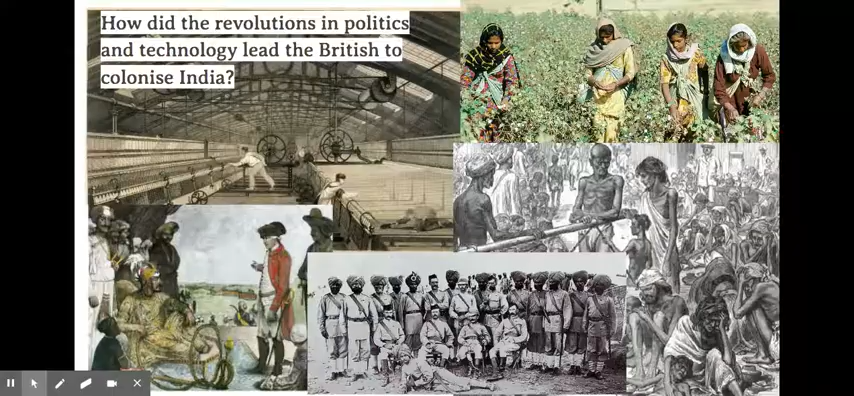 How did the revolutions in politics
and technology lead the British to
colonise India?